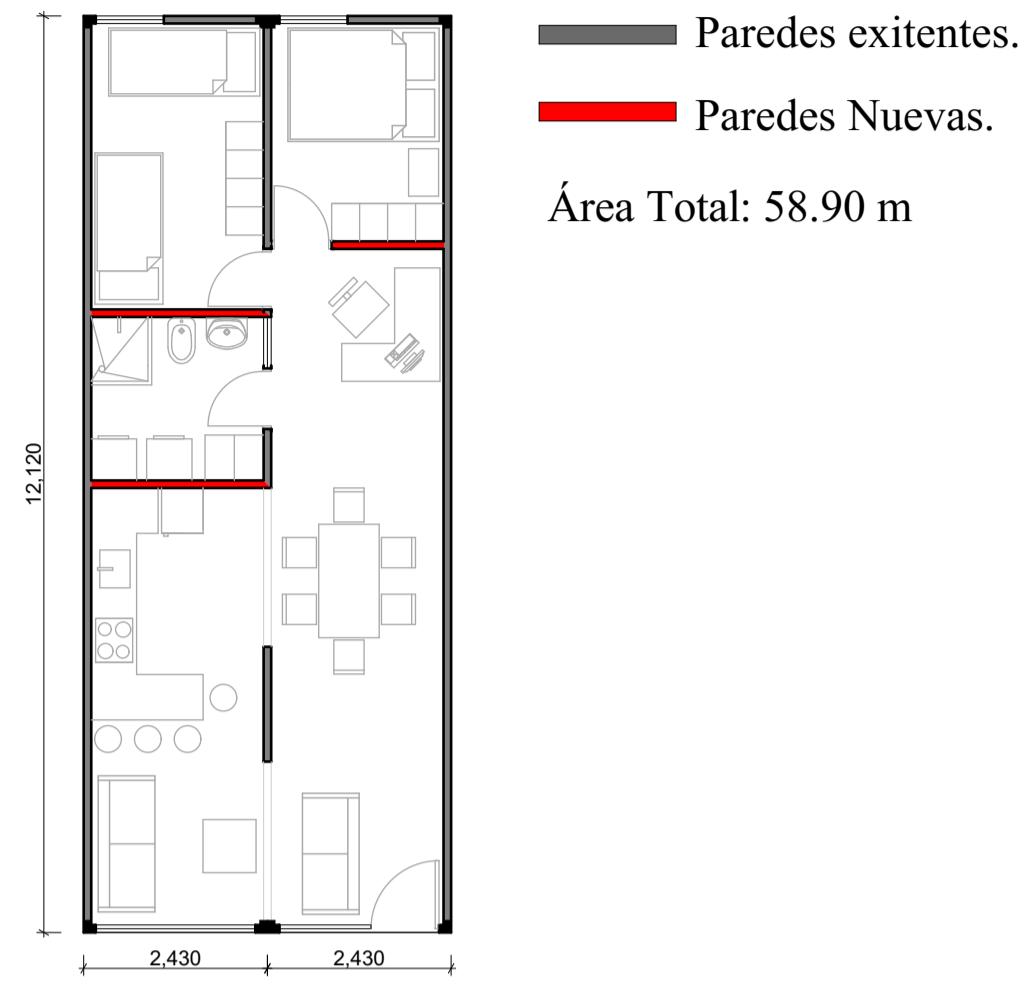 Paredes exitentes.
Paredes Nuevas.
Área Total: 58.90 m
12,120
2,430
2,430